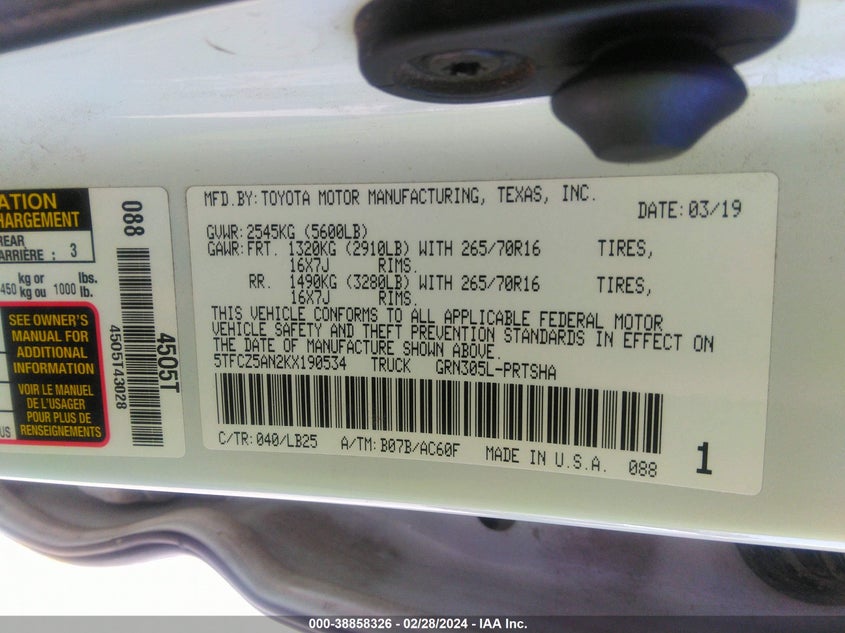 ATION
CHARGEMENT
REAR
ARRIÈRE : 3
kg or lbs.
450 kg ou 1000 lb.
SEE OWNER'S
MANUAL FOR
ADDITIONAL
INFORMATION
VOIR LE MANUEL
DE L'USAGER
POUR PLUS DE
RENSEIGNEMENTS
US
088
4505T43028
4505T
MFD.BY:TOYOTA MOTOR MANUFACTURING, TEXAS, INC.
DATE:03/19
GVWR:2545KG (5600LB)
GAWR:FRT. 1320KG (2910LB) WITH 265/70R16 TIRES,
16X7J RIMS.
RR. 1490KG (3280LB) WITH 265/70R16 TIRES,
16X7J RIMS.
THIS VEHICLE CONFORMS TO ALL APPLICABLE FEDERAL MOTOR
VEHICLE SAFETY AND THEFT PREVENTION STANDARDS IN EFFECT ON
THE DATE OF MANUFACTURE SHOWN ABOVE.
5TFCZ5AN2KX190534 TRUCK GRN305L-PRTSHA
C/TR:040/LB25 A/TM:B07B/AC60F MADE IN U.S.A. 088 1
000-38858326 - 02/28/2024 - IAA Inc.